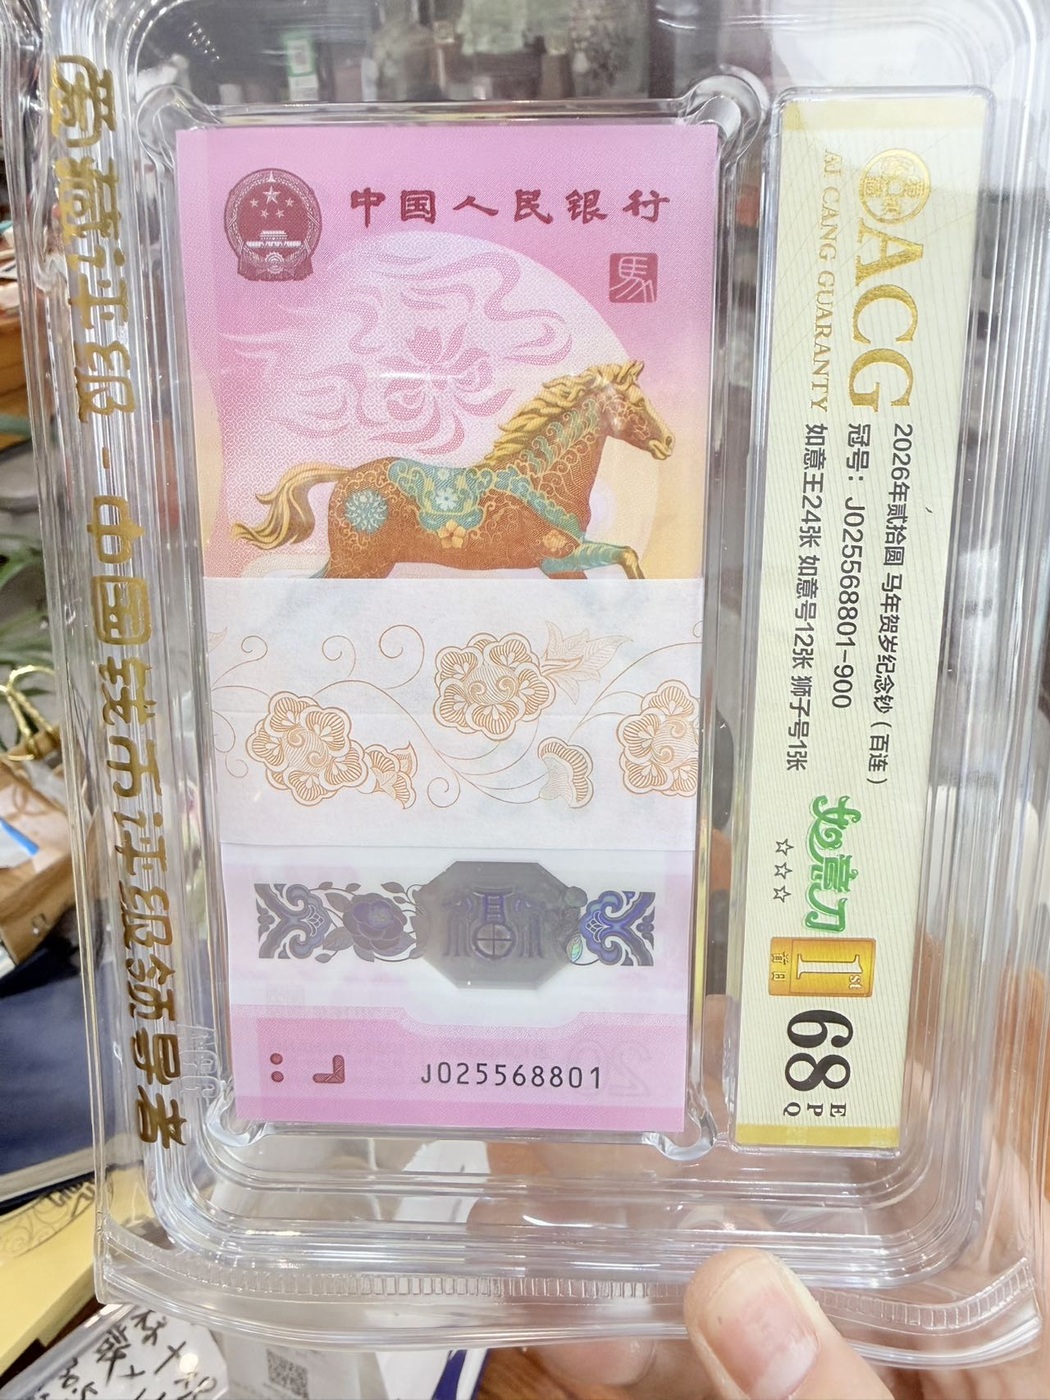 爱藏评级 - 中国钱币评级领导者
中国人民银行
馬
J025568801
ACG
AI CANG GUARANTY
2026年贰拾圆 马年贺岁纪念钞（百连）
冠号：J025568801-900
如意王24张 如意号12张 狮子号1张
如意刀
☆☆☆
1st
首日
68 E
P
Q